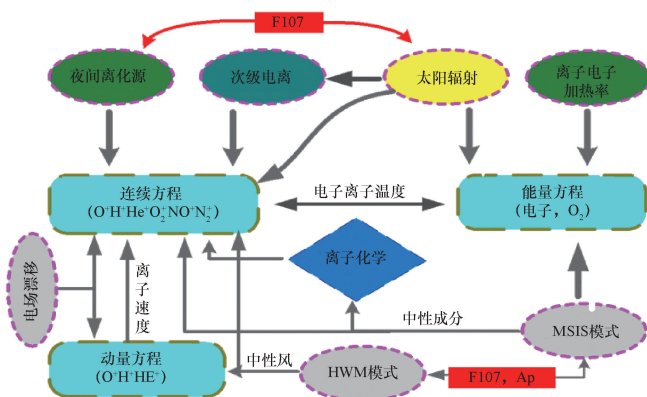 F107
夜间离化源
次级电离
太阳辐射
离子电子
加热率
连续方程
(O⁺H⁺He⁺O₂⁺NO⁺N₂⁺)
电子离子温度
能量方程
(电子，O₂)
电场漂移
离子速度
离子化学
中性成分
MSIS模式
动量方程
(O⁺H⁺HE⁺)
中性风
HWM模式
F107，Ap